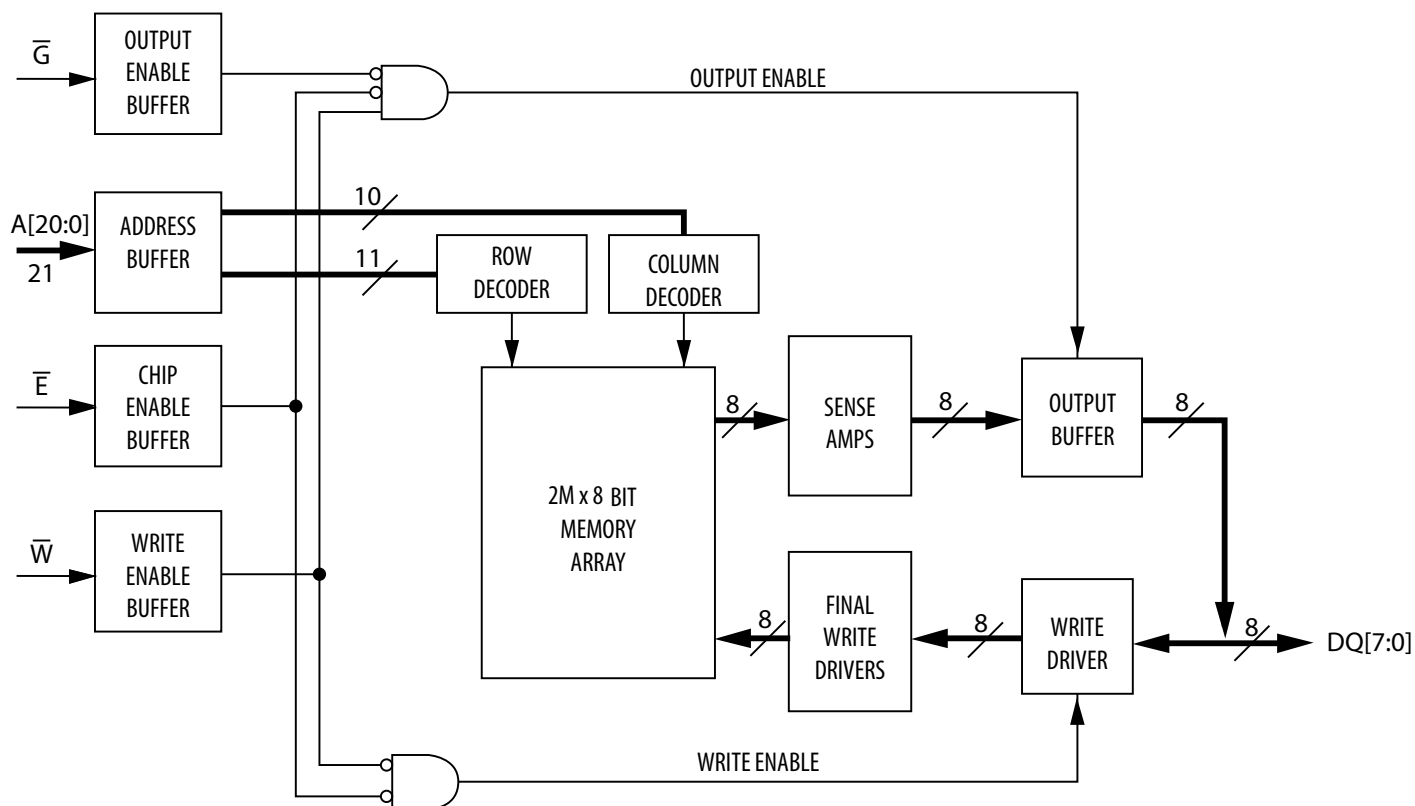 G̅
OUTPUT
ENABLE
BUFFER
OUTPUT ENABLE
A[20:0]
21
ADDRESS
BUFFER
10
11
ROW
DECODER
COLUMN
DECODER
E̅
CHIP
ENABLE
BUFFER
2M x 8 BIT
MEMORY
ARRAY
8
SENSE
AMPS
8
OUTPUT
BUFFER
8
W̅
WRITE
ENABLE
BUFFER
8
FINAL
WRITE
DRIVERS
8
WRITE
DRIVER
8
DQ[7:0]
WRITE ENABLE